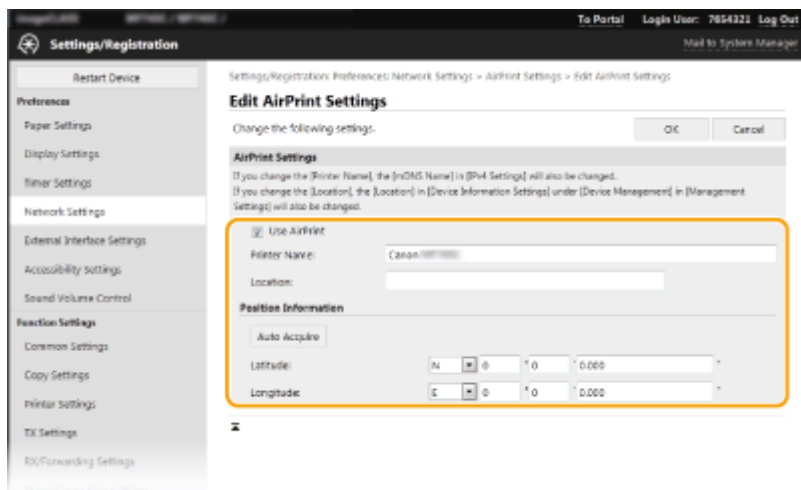 To Portal Login User: 7654321 Log Out
Settings/Registration
Mail to System Manager
Restart Device
Preferences
Paper Settings
Display Settings
Timer Settings
Network Settings
External Interface Settings
Accessibility Settings
Sound Volume Control
Function Settings
Common Settings
Copy Settings
Printer Settings
TX Settings
RX/Forwarding Settings
Settings/Registration: Preferences: Network Settings > AirPrint Settings > Edit AirPrint Settings
Edit AirPrint Settings
Change the following settings.
OK Cancel
AirPrint Settings
If you change the [Printer Name], the [mDNS Name] in [IPv4 Settings] will also be changed.
If you change the [Location], the [Location] in [Device Information Settings] under [Device Management] in [Management
Settings] will also be changed.
Use AirPrint
Printer Name: Canon
Location:
Position Information
Auto Acquire
Latitude: N 0 ° 0 ' 0.000 "
Longitude: E 0 ° 0 ' 0.000 "